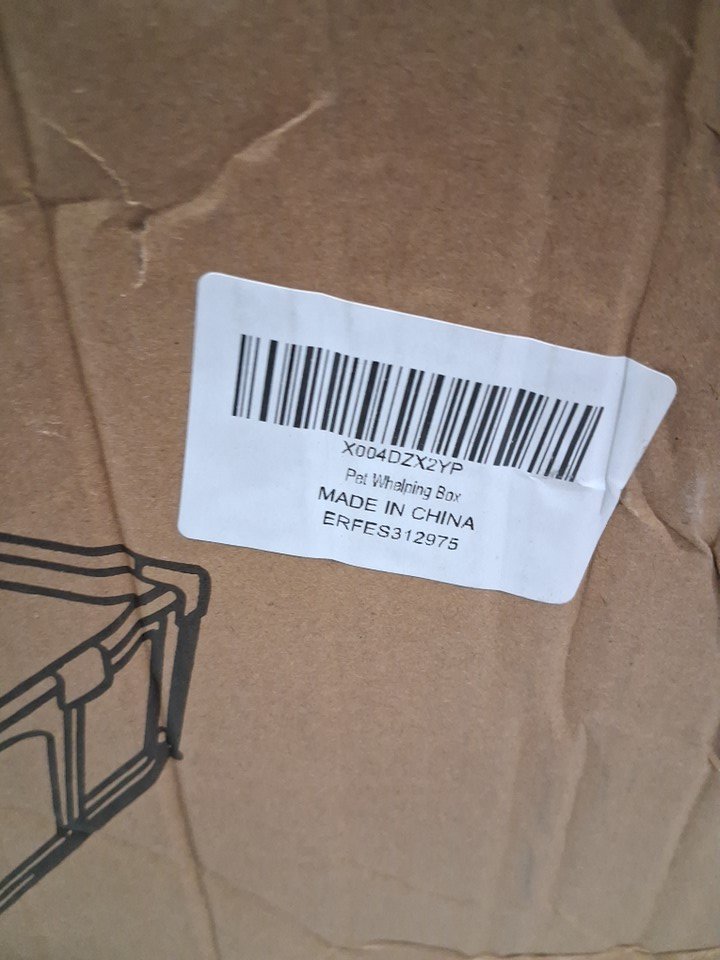 X004DZX2YP
Pet Whelping Box
MADE IN CHINA
ERFES312975